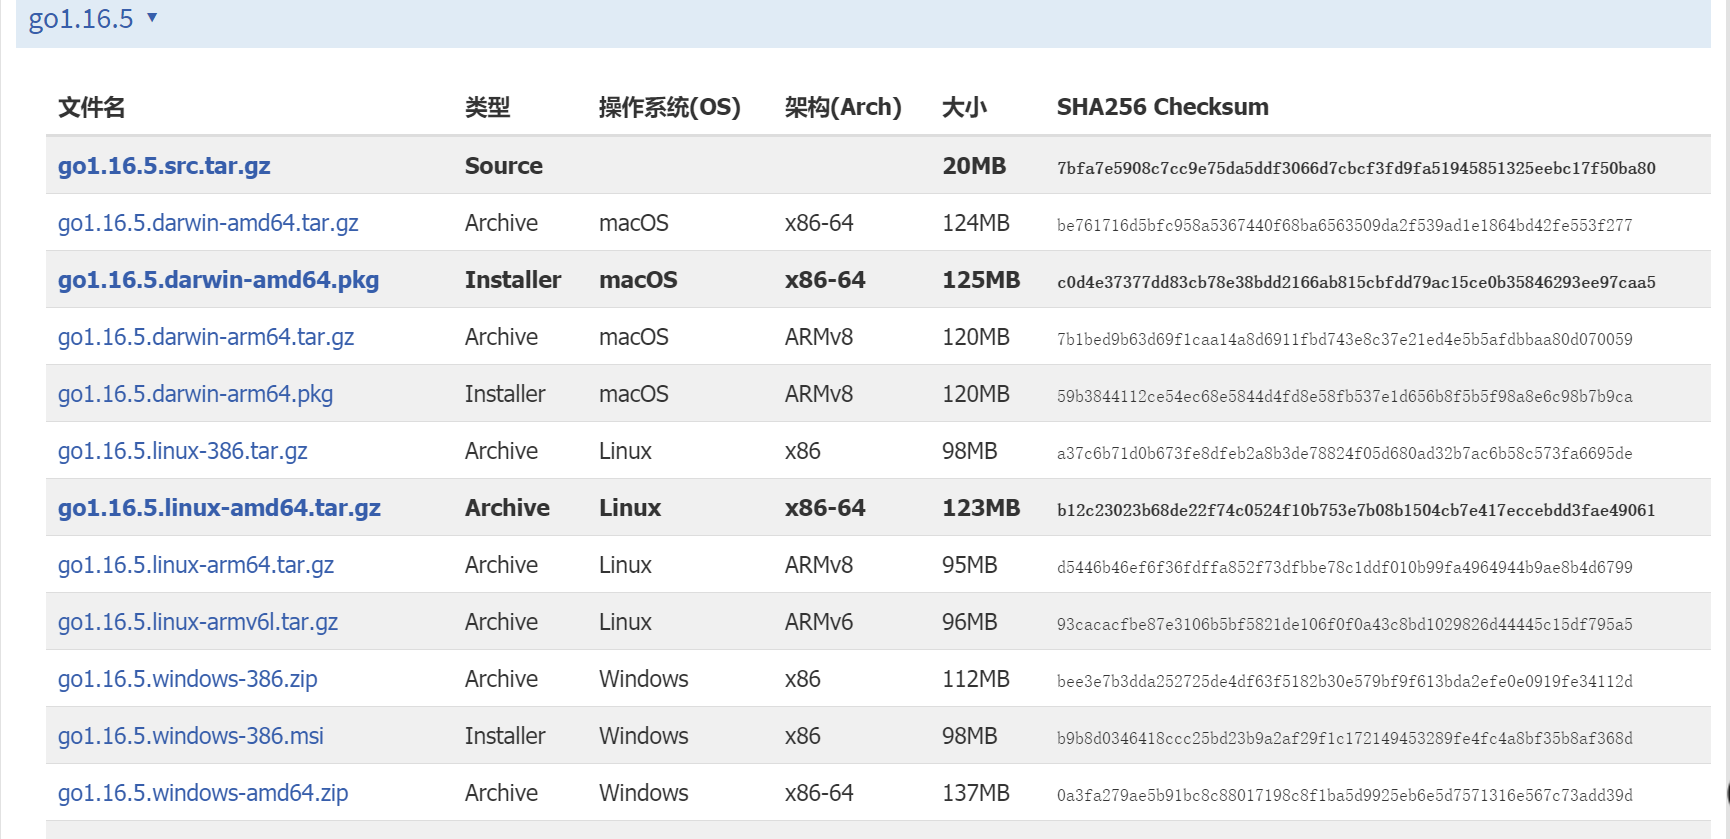 go1.16.5 ▼
文件名 类型 操作系统(OS) 架构(Arch) 大小 SHA256 Checksum
go1.16.5.src.tar.gz Source 20MB 7bfa7e5908c7cc9e75da5ddf3066d7cbcf3fd9fa51945851325eebc17f50ba80
go1.16.5.darwin-amd64.tar.gz Archive macOS x86-64 124MB be761716d5bfc958a5367440f68ba6563509da2f539ad1e1864bd42fe553f277
go1.16.5.darwin-amd64.pkg Installer macOS x86-64 125MB c0d4e37377dd83cb78e38bdd2166ab815cbfdd79ac15ce0b35846293ee97caa5
go1.16.5.darwin-arm64.tar.gz Archive macOS ARMv8 120MB 7b1bed9b63d69f1caa14a8d6911fbd743e8c37e21ed4e5b5afdbbaa80d070059
go1.16.5.darwin-arm64.pkg Installer macOS ARMv8 120MB 59b3844112ce54ec68e5844d4fd8e58fb537e1d656b8f5b5f98a8e6c98b7b9ca
go1.16.5.linux-386.tar.gz Archive Linux x86 98MB a37c6b71d0b673fe8dfeb2a8b3de78824f05d680ad32b7ac6b58c573fa6695de
go1.16.5.linux-amd64.tar.gz Archive Linux x86-64 123MB b12c23023b68de22f74c0524f10b753e7b08b1504cb7e417eccebdd3fae49061
go1.16.5.linux-arm64.tar.gz Archive Linux ARMv8 95MB d5446b46ef6f36fdffa852f73dfbbe78c1ddf010b99fa4964944b9ae8b4d6799
go1.16.5.linux-armv6l.tar.gz Archive Linux ARMv6 96MB 93cacacfbe87e3106b5bf5821de106f0f0a43c8bd1029826d44445c15df795a5
go1.16.5.windows-386.zip Archive Windows x86 112MB bee3e7b3dda252725de4df63f5182b30e579bf9f613bda2efe0e0919fe34112d
go1.16.5.windows-386.msi Installer Windows x86 98MB b9b8d0346418ccc25bd23b9a2af29f1c172149453289fe4fc4a8bf35b8af368d
go1.16.5.windows-amd64.zip Archive Windows x86-64 137MB 0a3fa279ae5b91bc8c88017198c8f1ba5d9925eb6e5d7571316e567c73add39d